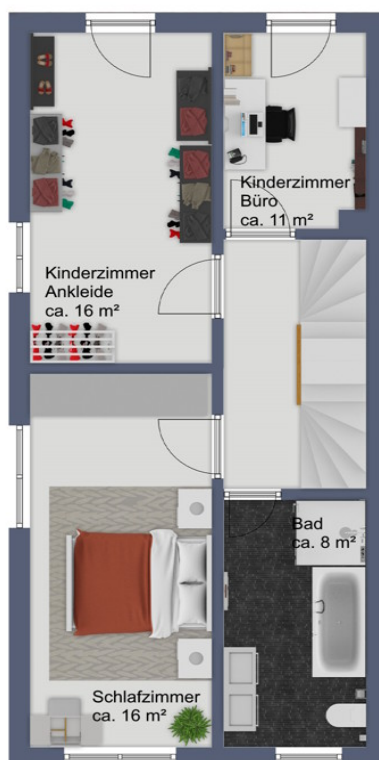 Kinderzimmer
Büro
ca. 11 m²
Kinderzimmer
Ankleide
ca. 16 m²
Bad
ca. 8 m²
Schlafzimmer
ca. 16 m²